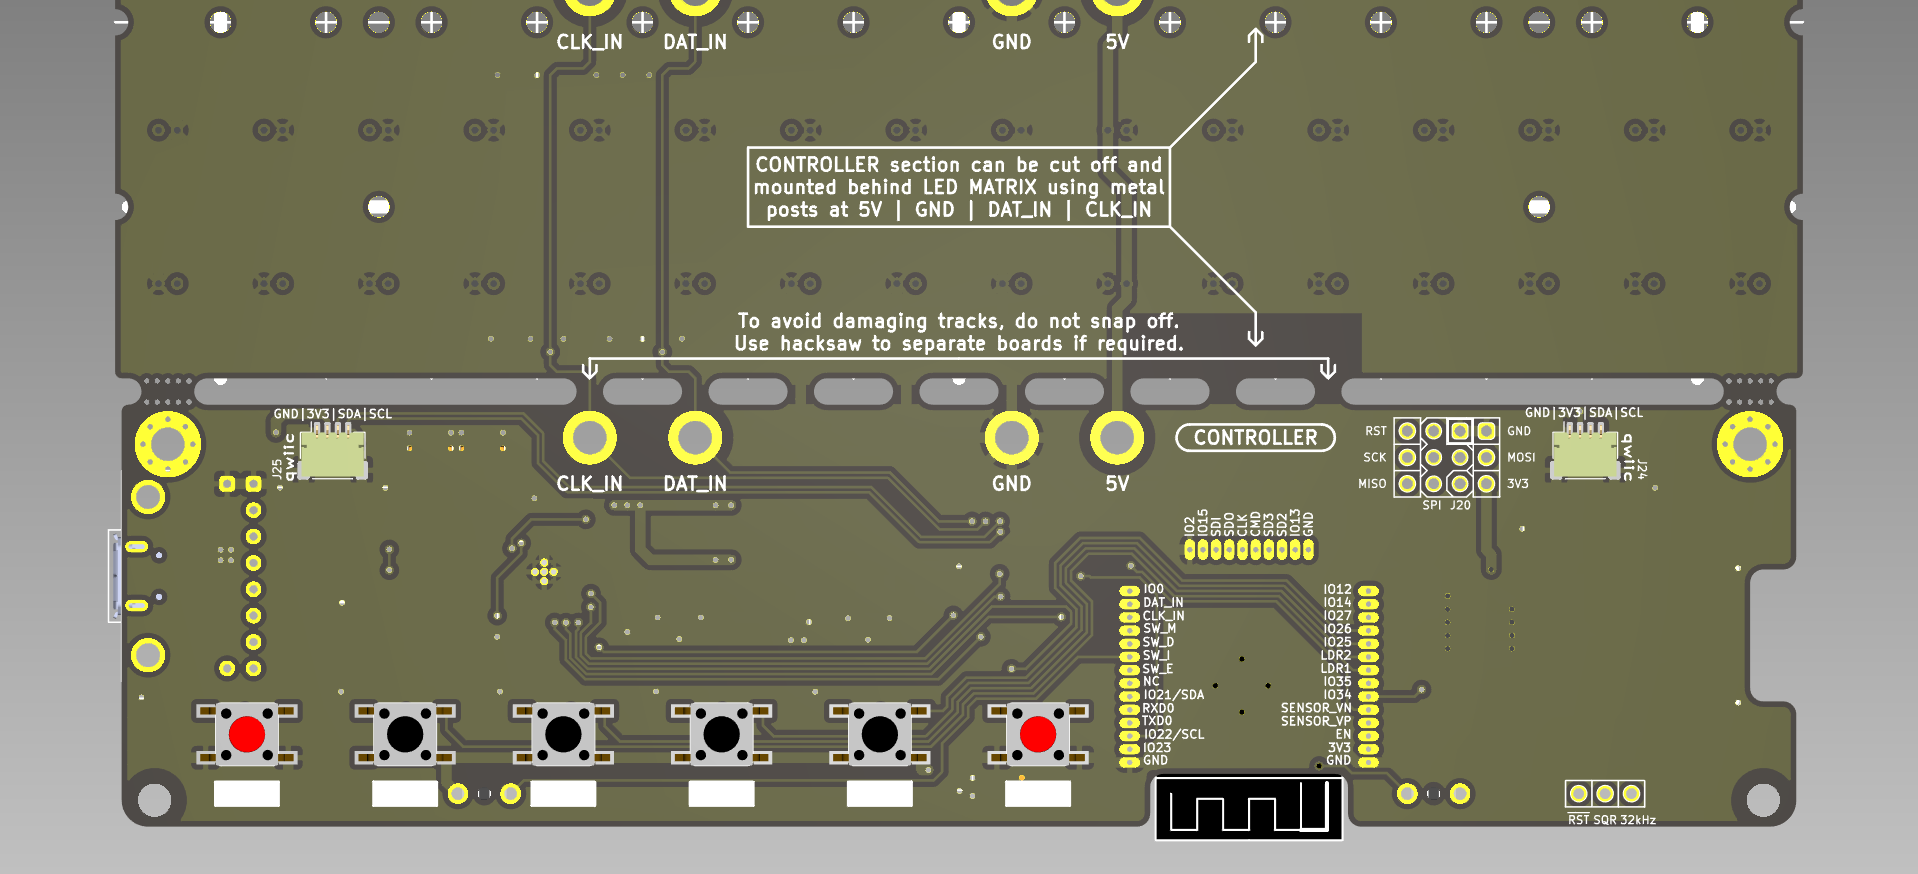 CLK_IN
DAT_IN
GND
5V
CONTROLLER section can be cut off and
mounted behind LED MATRIX using metal
posts at 5V | GND | DAT_IN | CLK_IN
To avoid damaging tracks, do not snap off.
Use hacksaw to separate boards if required.
GND|3V3|SDA|SCL
J25
qwiic
CLK_IN
DAT_IN
GND
5V
CONTROLLER
RST
SCK
MISO
GND
MOSI
3V3
SPI J20
GND|3V3|SDA|SCL
qwiic
J24
IO2
IO15
SDI
SDO
CLK
CMD
SD3
SD2
IO13
GND
IO0
DAT_IN
CLK_IN
SW_M
SW_D
SW_I
SW_E
NC
IO21/SDA
RXD0
TXD0
IO22/SCL
IO23
GND
IO12
IO14
IO27
IO26
IO25
LDR2
LDR1
IO35
IO34
SENSOR_VN
SENSOR_VP
EN
3V3
GND
RST SQR 32kHz